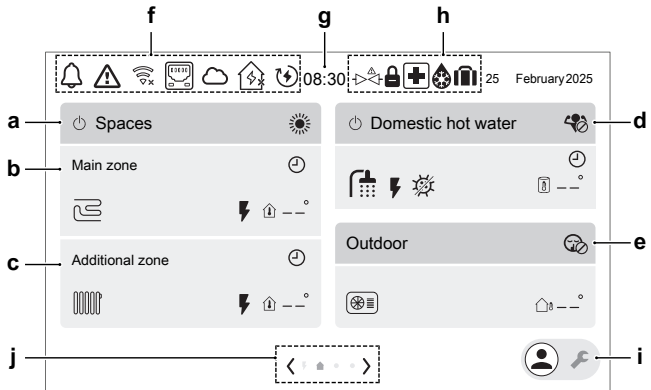 f g h
08:30 25 February 2025
a Spaces Domestic hot water d
b Main zone
-- ° -- °
c Additional zone Outdoor e
-- ° -- °
j i